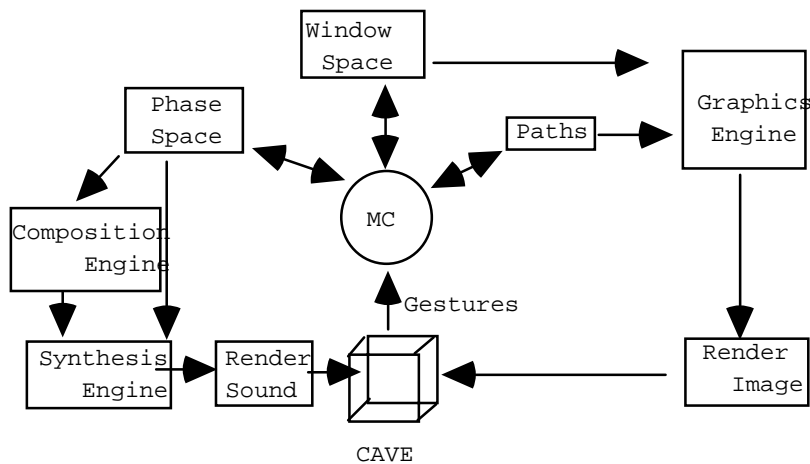 Window
Space
Phase
Space
Paths
Graphics
Engine
MC
Composition
Engine
Gestures
Synthesis
Engine
Render
Sound
Render
Image
CAVE